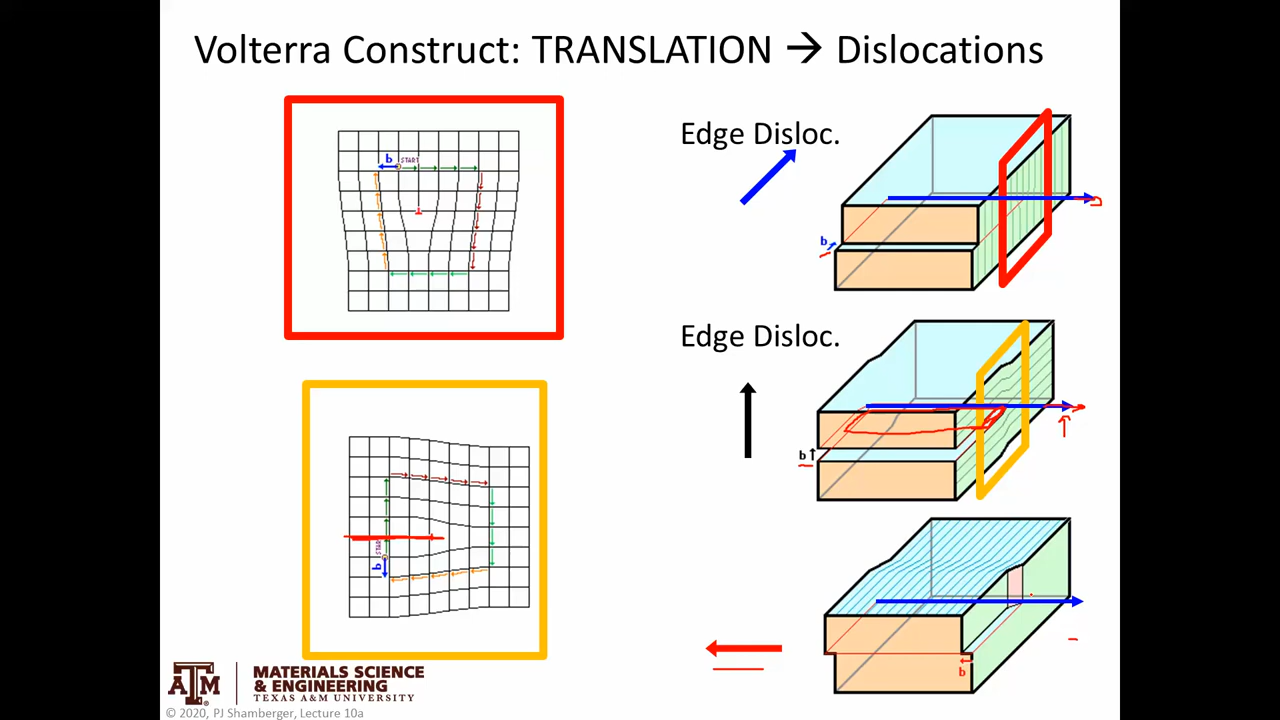 Volterra Construct: TRANSLATION → Dislocations
b START
Edge Disloc.
b
Edge Disloc.
b
START
b
b
ATM
MATERIALS SCIENCE
& ENGINEERING
TEXAS A&M UNIVERSITY
© 2020, PJ Shamberger, Lecture 10a